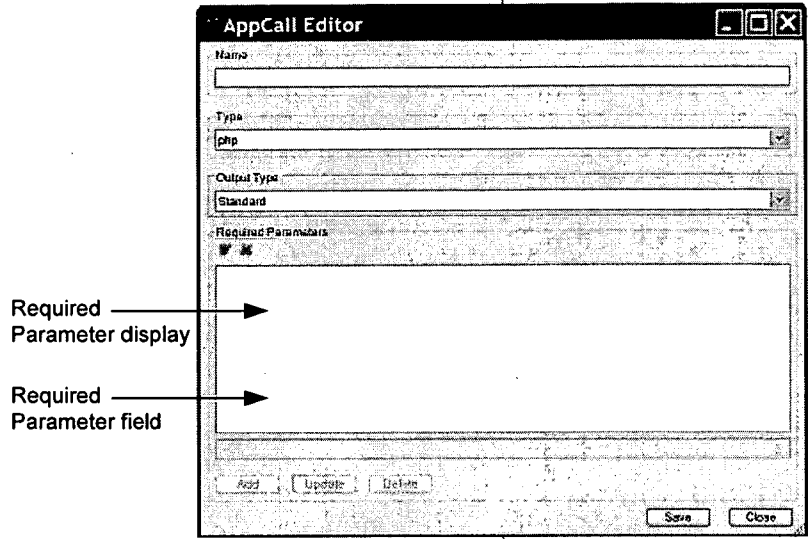 AppCall Editor
Name
Type
php
Output Type
Standard
Required Parameters
Required
Parameter display
Required
Parameter field
Add Update Delete
Save Close